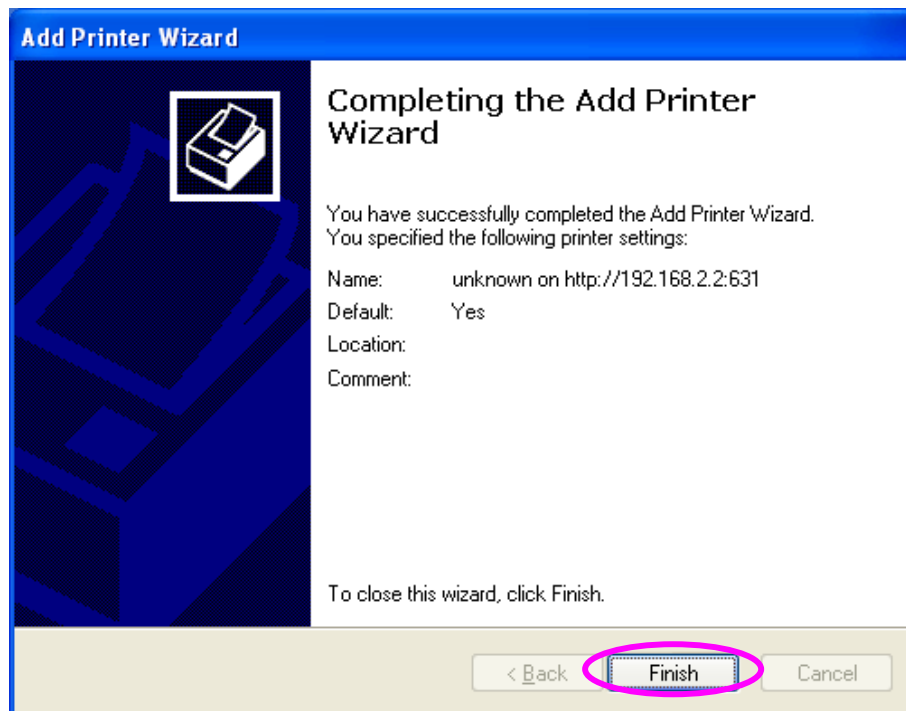 Add Printer Wizard
Completing the Add Printer
Wizard
You have successfully completed the Add Printer Wizard.
You specified the following printer settings:
Name: unknown on http://192.168.2.2:631
Default: Yes
Location:
Comment:
To close this wizard, click Finish.
< Back Finish Cancel